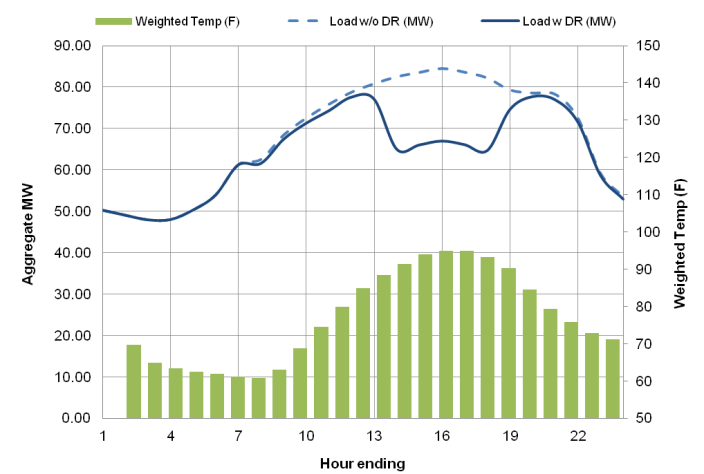 Weighted Temp (F) Load w/o DR (MW) Load w DR (MW)
90.00 150
80.00 140
70.00 130
60.00 120
50.00 110
40.00 100
30.00 90
20.00 80
10.00 70
0.00 60
50
Aggregate MW
Weighted Temp (F)
1 4 7 10 13 16 19 22
Hour ending